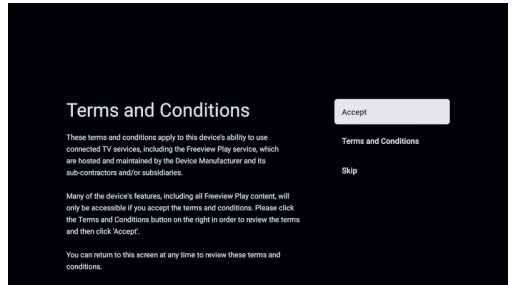 Terms and Conditions
These terms and conditions apply to this device's ability to use
connected TV services, including the Freeview Play service, which
are hosted and maintained by the Device Manufacturer and its
sub-contractors and/or subsidiaries.
Many of the device's features, including all Freeview Play content, will
only be accessible if you accept the terms and conditions. Please click
the Terms and Conditions button on the right in order to review the terms
and then click 'Accept'.
You can return to this screen at any time to review these terms and
conditions.
Accept
Terms and Conditions
Skip